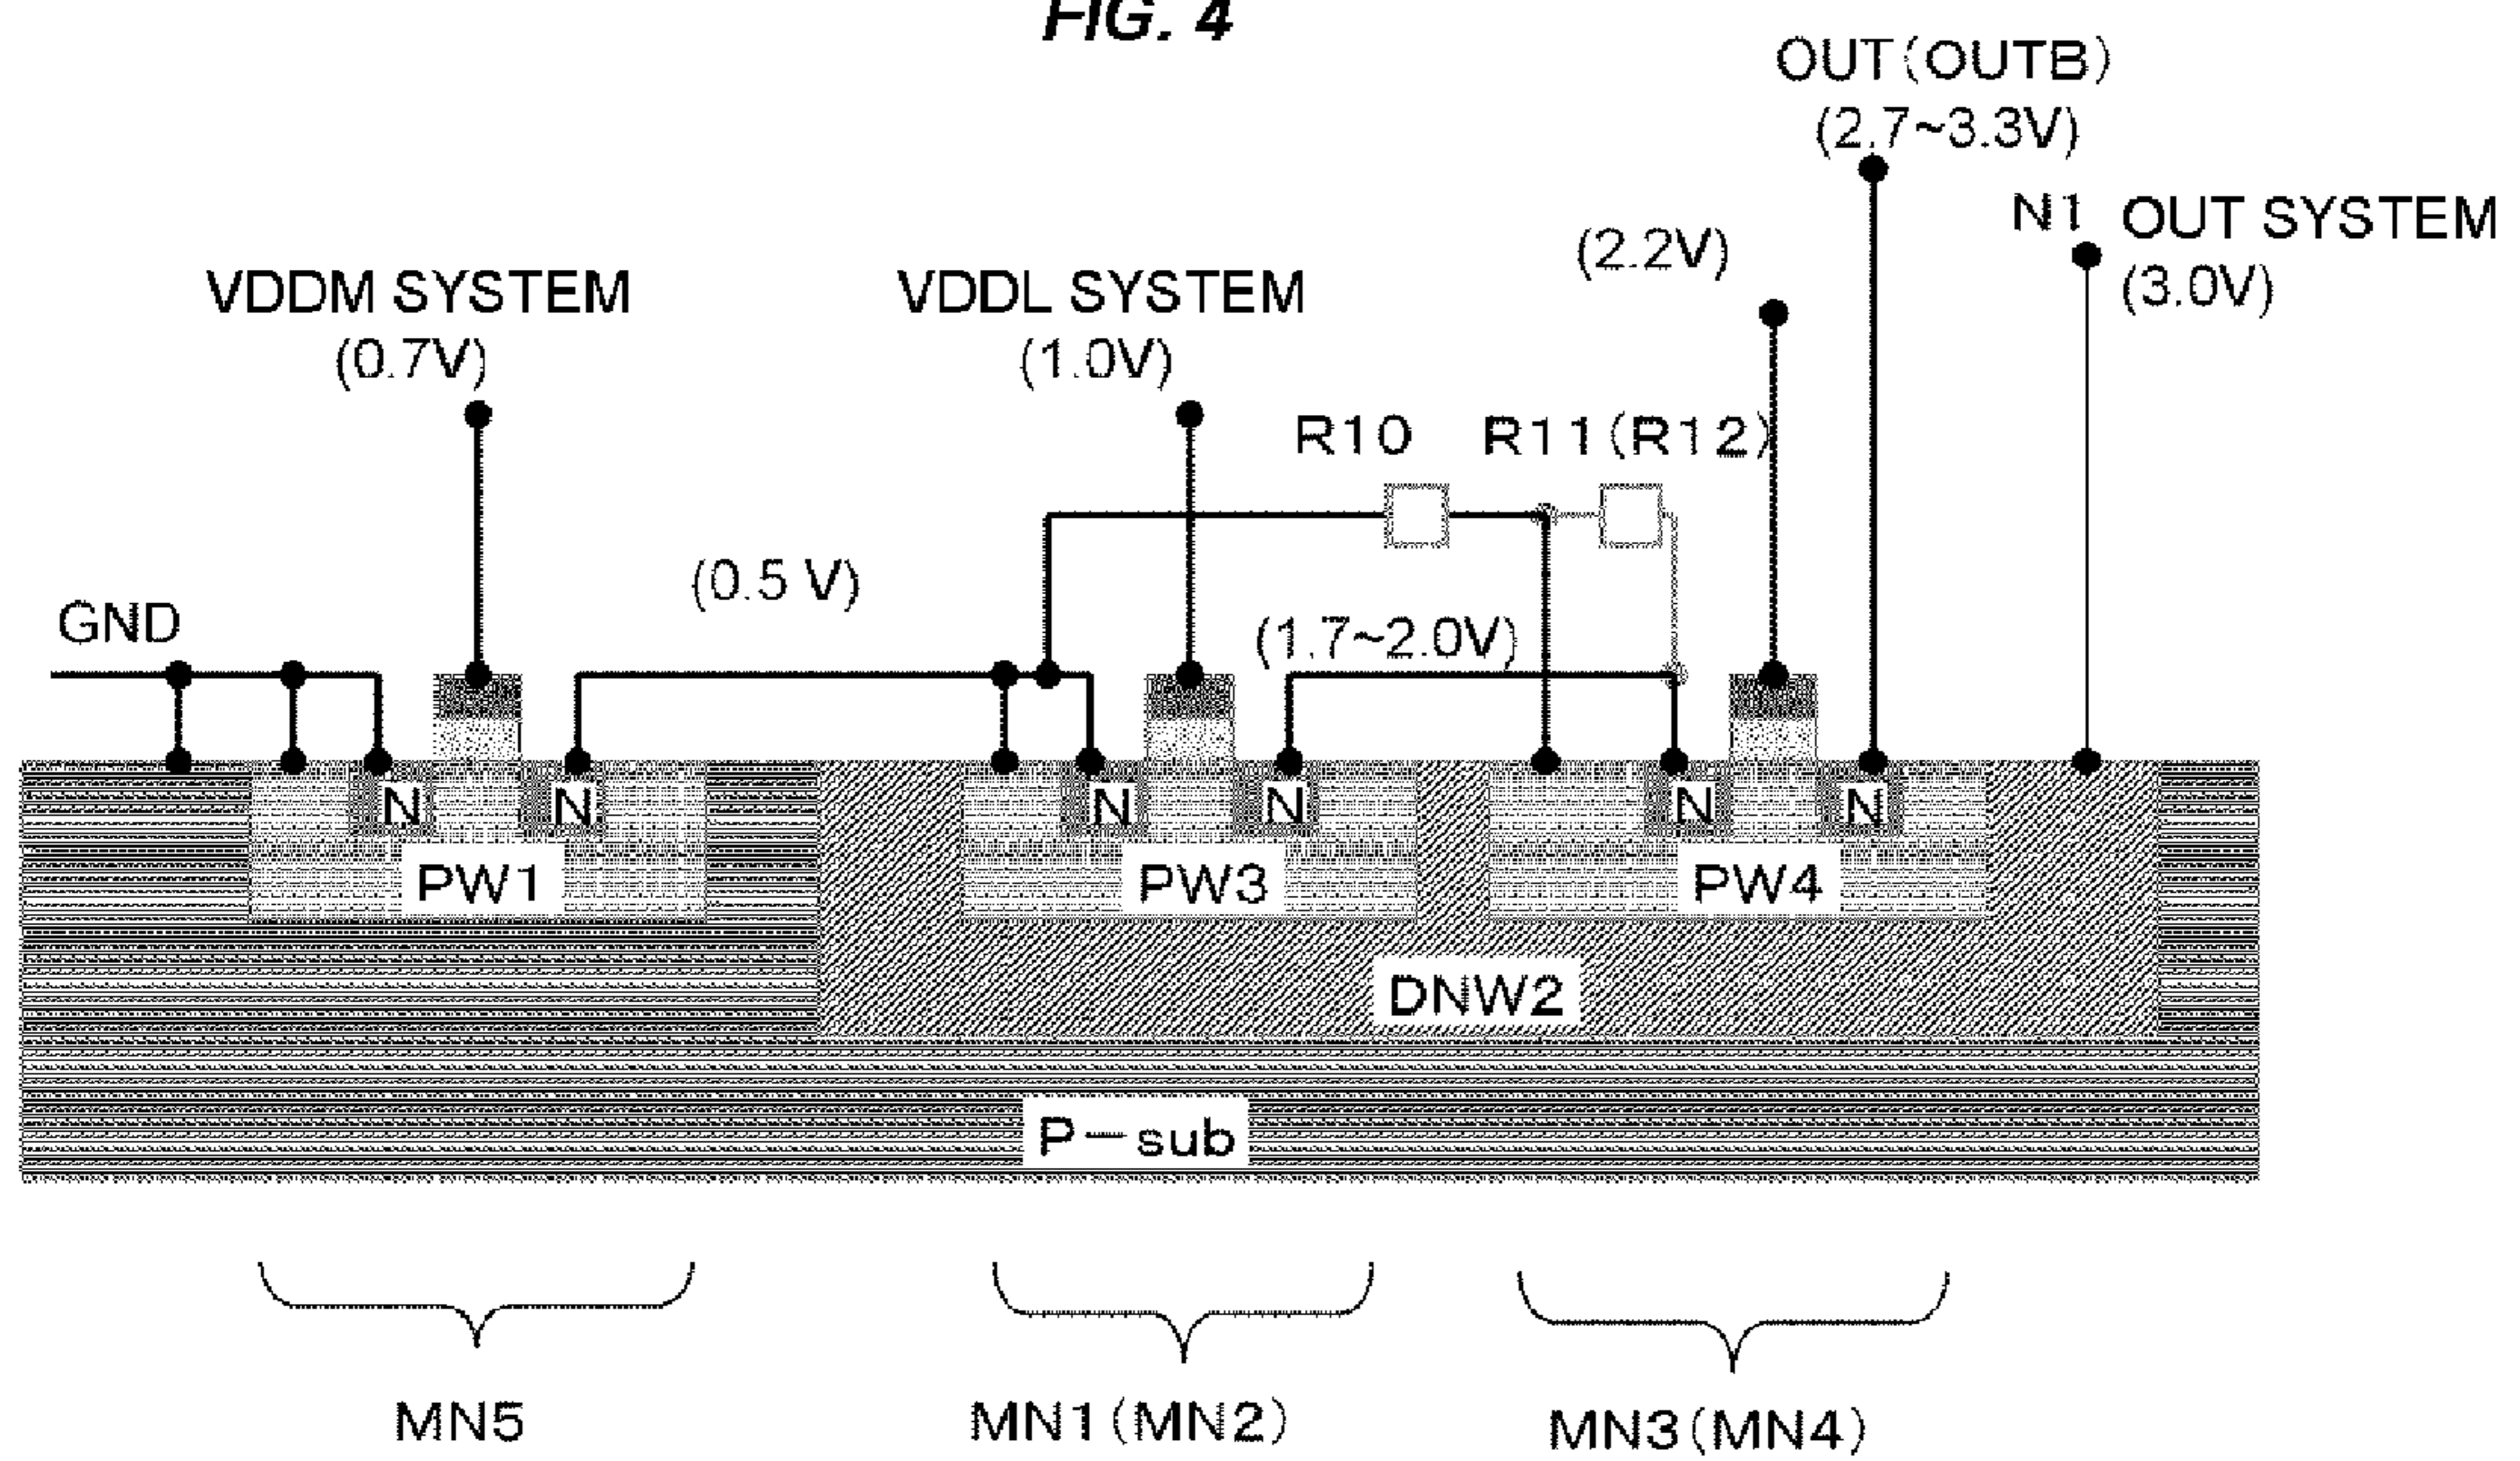 FIG. 4
OUT(OUTB)
(2.7~3.3V)
N1 OUT SYSTEM
(3.0V)
(2.2V)
VDDM SYSTEM
(0.7V)
VDDL SYSTEM
(1.0V)
R10 R11(R12)
(0.5 V)
GND
(1.7~2.0V)
N N N N N N
PW1 PW3 PW4
DNW2
P-sub
MN5 MN1(MN2) MN3(MN4)